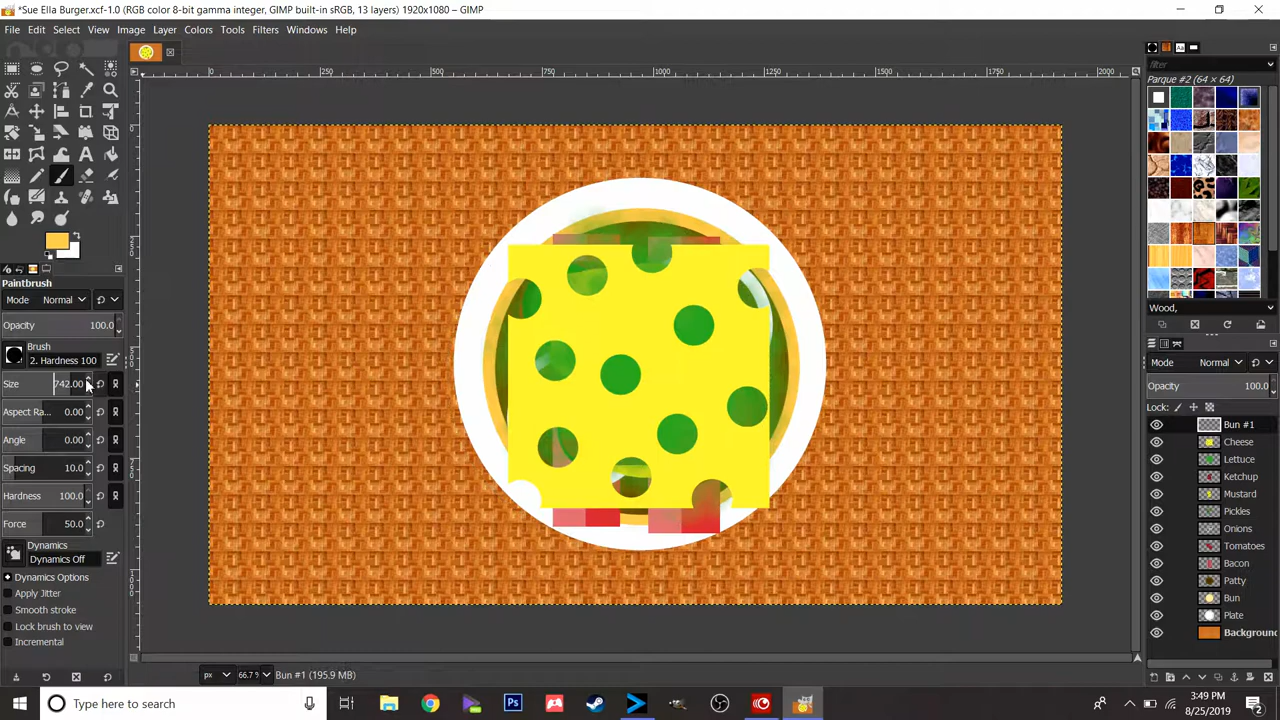 *Sue Ella Burger.xcf-1.0 (RGB color 8-bit gamma integer, GIMP built-in sRGB, 13 layers) 1920x1080 – GIMP
File Edit Select View Image Layer Colors Tools Filters Windows Help
0 250 500 750 1000 1250 1500 1750 2000
Parque #2 (64 × 64)
filter
Paintbrush
Mode Normal
Opacity 100.0
Brush
2. Hardness 100
Size 742.00
Aspect Ra... 0.00
Angle 0.00
Spacing 10.0
Hardness 100.0
Force 50.0
Dynamics
Dynamics Off
Dynamics Options
Apply Jitter
Smooth stroke
Lock brush to view
Incremental
Wood,
Mode Normal
Opacity 100.0
Lock:
Bun #1
Cheese
Lettuce
Ketchup
Mustard
Pickles
Onions
Tomatoes
Bacon
Patty
Bun
Plate
Background
px 66.7 % Bun #1 (195.9 MB)
Type here to search
3:49 PM
8/25/2019
2